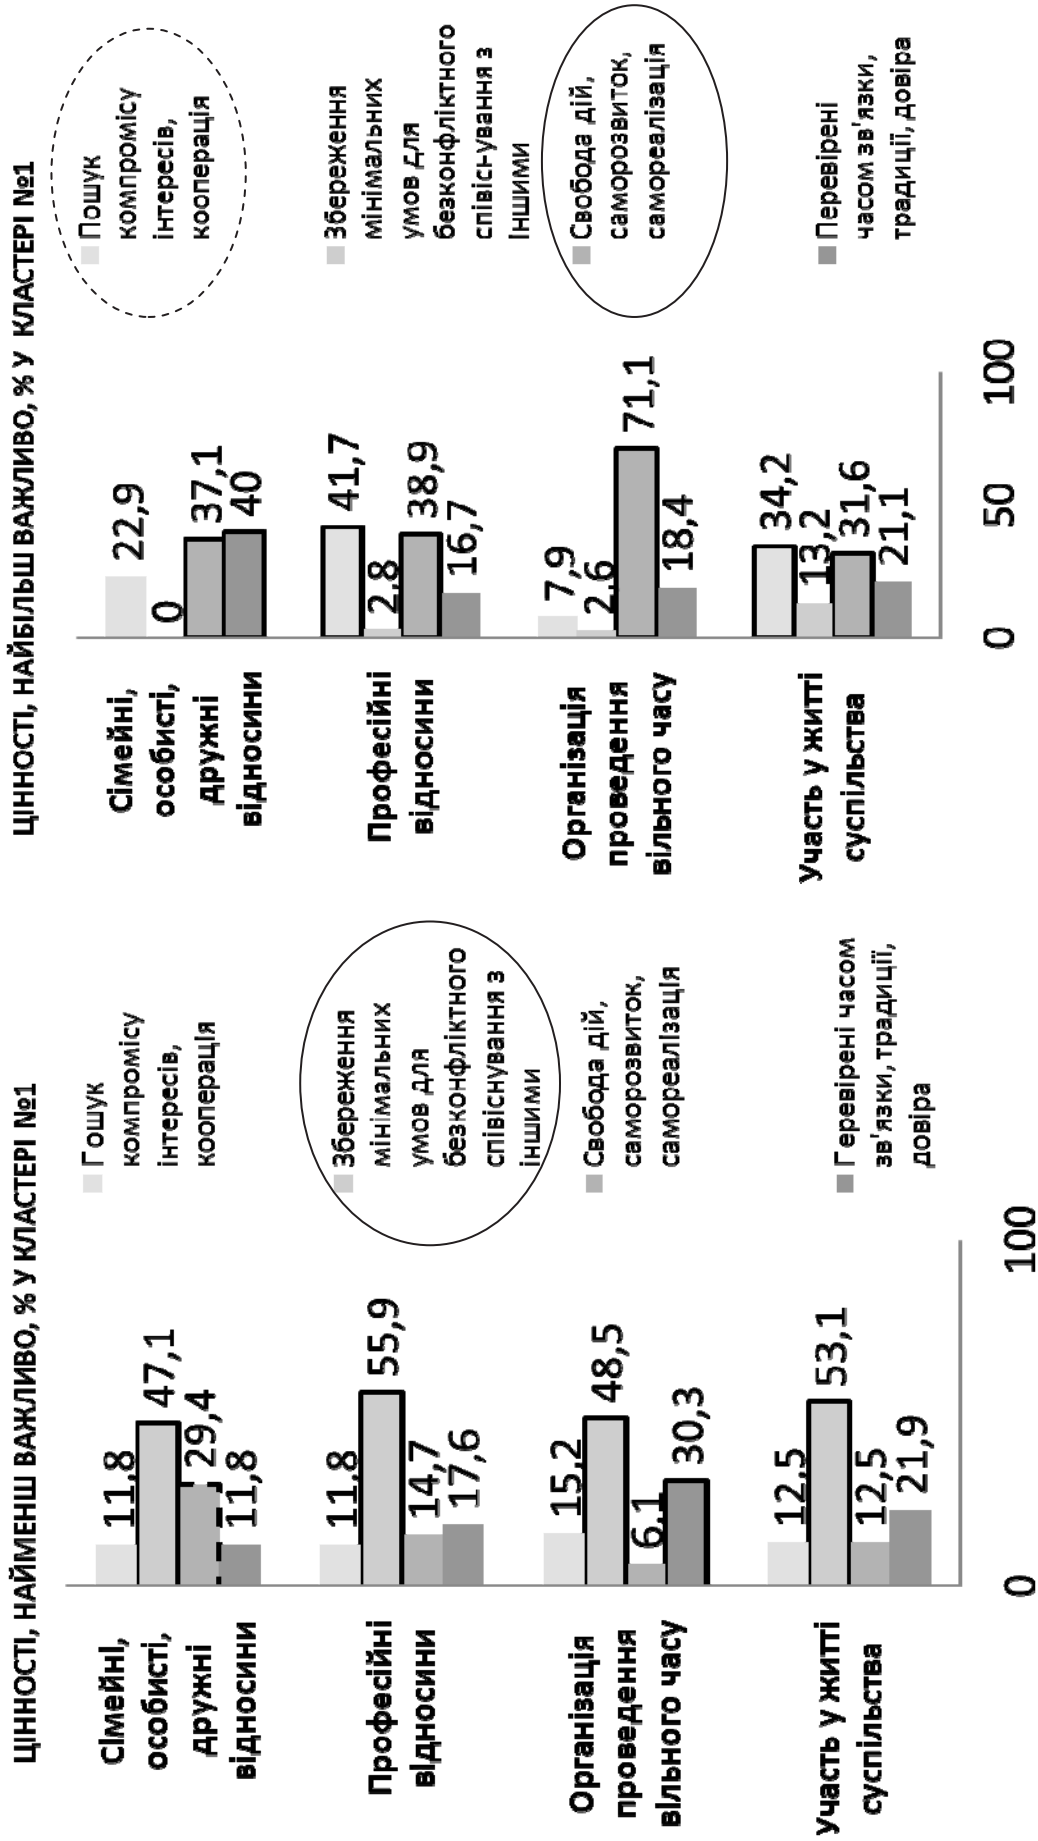 ЦІННОСТІ, НАЙМЕНШ ВАЖЛИВО, % У КЛАСТЕРІ №1
Сімейні,
особисті,
дружні
відносини
11,8
47,1
29,4
11,8
Професійні
відносини
11,8
55,9
14,7
17,6
Організація
проведення
вільного часу
15,2
48,5
6,1
30,3
Участь у житті
суспільства
12,5
53,1
12,5
21,9
0
100
Гошук
компромісу
інтересів,
кооперація
Збереження
мінімальних
умов для
безконфліктного
співіснування з
іншими
Свобода дій,
саморозвиток,
самореалізація
Геревірені часом
зв'язки, традиції,
довіра
ЦІННОСТІ, НАЙБІЛЬШ ВАЖЛИВО, % У КЛАСТЕРІ №1
Сімейні,
особисті,
дружні
відносини
22,9
0
37,1
40
Професійні
відносини
41,7
2,8
38,9
16,7
Організація
проведення
вільного часу
7,9
2,6
71,1
18,4
Участь у житті
суспільства
34,2
13,2
31,6
21,1
0
50
100
Пошук
компромісу
інтересів,
кооперація
Збереження
мінімальних
умов для
безконфліктного
співіснування з
Іншими
Свобода дій,
саморозвиток,
самореалізація
Перевірені
часом зв'язки,
традиції, довіра